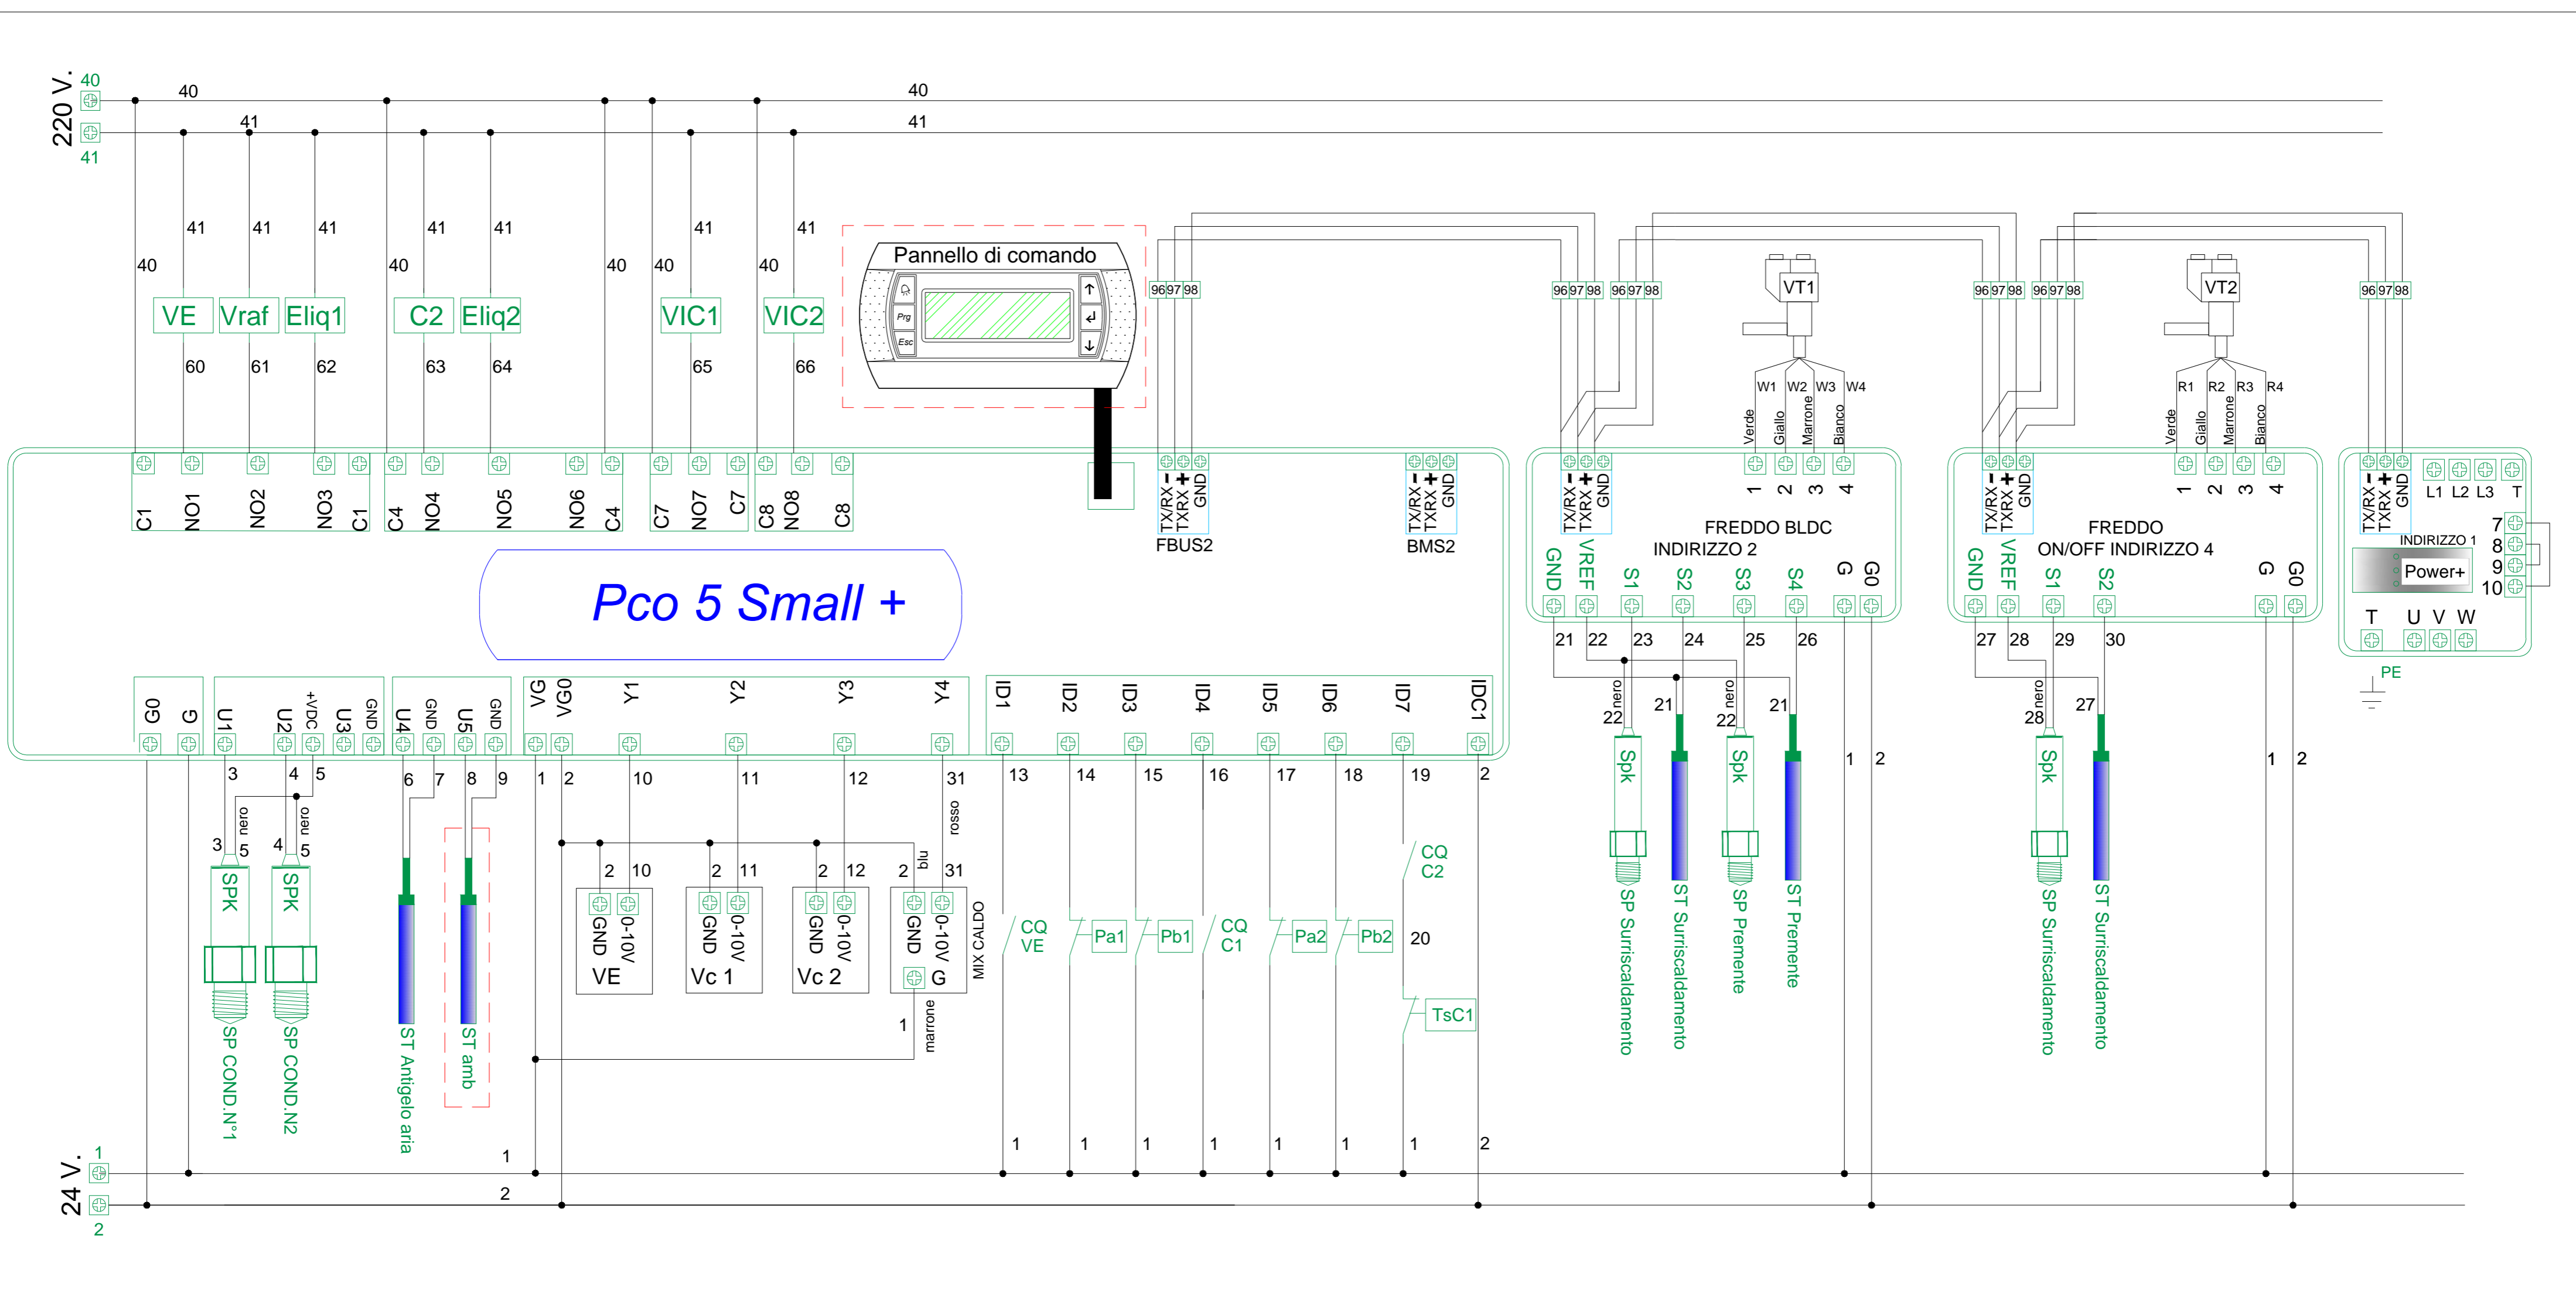 220 V.
40
41
40
40
41
41
41
41
41
41
41
41
41
40
40
40
40
40
VE
Vraf
Eliq1
C2
Eliq2
VIC1
VIC2
60
61
62
63
64
65
66
Pannello di comando
Prg
Esc
96 97 98
96 97 98
96 97 98
96 97 98
96 97 98
96 97 98
VT1
VT2
W1 W2 W3 W4
Verde
Giallo
Marrone
Bianco
R1 R2 R3 R4
Verde
Giallo
Marrone
Bianco
C1
NO1
NO2
NO3
C1
C4
NO4
NO5
NO6
C4
C7
NO7
C7
C8
NO8
C8
TX/RX -
TXRX +
GND
FBUS2
TX/RX -
TXRX +
GND
BMS2
Pco 5 Small +
TX/RX -
TXRX +
GND
1
2
3
4
FREDDO BLDC
INDIRIZZO 2
GND
VREF
S1
S2
S3
S4
G
G0
TX/RX -
TXRX +
GND
1
2
3
4
FREDDO
ON/OFF INDIRIZZO 4
GND
VREF
S1
S2
G
G0
TX/RX -
TXRX +
GND
L1 L2 L3 T
7
8
9
10
INDIRIZZO 1
Power+
T U V W
PE
G0
G
U1
U2
+VDC
U3
GND
U4
GND
U5
GND
VG
VG0
Y1
Y2
Y3
Y4
ID1
ID2
ID3
ID4
ID5
ID6
ID7
IDC1
3
4
5
6
7
8
9
1
2
10
11
12
31
13
14
15
16
17
18
19
2
nero
nero
rosso
3
5
4
5
SPK
SPK
SP COND.N°1
SP COND.N2
ST Antigelo aria
ST amb
2
10
2
11
2
12
2
blu
31
GND
0-10V
VE
GND
0-10V
Vc 1
GND
0-10V
Vc 2
GND
0-10V
G
MIX CALDO
1
marrone
CQ
VE
Pa1
Pb1
CQ
C1
Pa2
Pb2
CQ
C2
20
TsC1
21
22
23
24
25
26
nero
22
21
nero
22
21
Spk
Spk
SP Surriscaldamento
ST Surriscaldamento
SP Premente
ST Premente
1
2
27
28
29
30
nero
28
27
Spk
SP Surriscaldamento
ST Surriscaldamento
1
2
24 V.
1
2
1
2
1
1
1
1
1
1
1
2